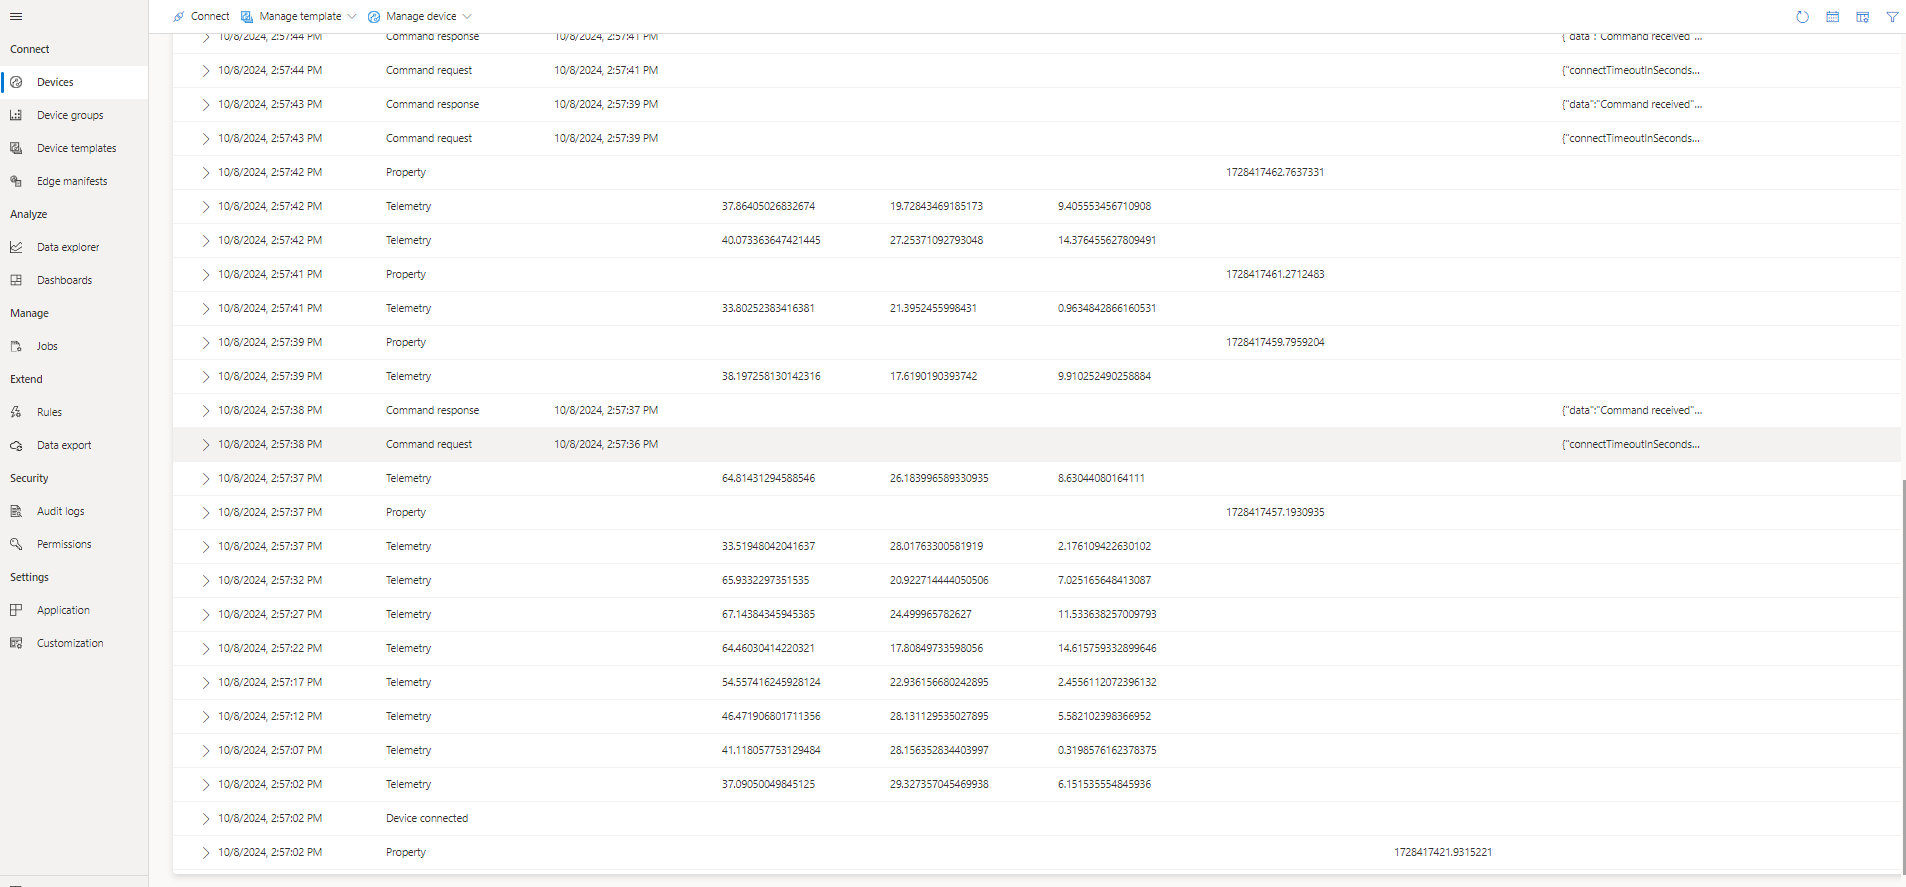 Connect
Manage template
Manage device
Connect
Devices
Device groups
Device templates
Edge manifests
Analyze
Data explorer
Dashboards
Manage
Jobs
Extend
Rules
Data export
Security
Audit logs
Permissions
Settings
Application
Customization
10/8/2024, 2:57:44 PM Command response 10/8/2024, 2:57:41 PM {"data":"Command received"...
10/8/2024, 2:57:44 PM Command request 10/8/2024, 2:57:41 PM {"connectTimeoutInSeconds...
10/8/2024, 2:57:43 PM Command response 10/8/2024, 2:57:39 PM {"data":"Command received"...
10/8/2024, 2:57:43 PM Command request 10/8/2024, 2:57:39 PM {"connectTimeoutInSeconds...
10/8/2024, 2:57:42 PM Property 1728417462.7637331
10/8/2024, 2:57:42 PM Telemetry 37.86405026832674 19.72843469185173 9.405553456710908
10/8/2024, 2:57:42 PM Telemetry 40.073363647421445 27.25371092793048 14.376455627809491
10/8/2024, 2:57:41 PM Property 1728417461.2712483
10/8/2024, 2:57:41 PM Telemetry 33.80252383416381 21.3952455998431 0.9634842866160531
10/8/2024, 2:57:39 PM Property 1728417459.7959204
10/8/2024, 2:57:39 PM Telemetry 38.197258130142316 17.6190190393742 9.910252490258884
10/8/2024, 2:57:38 PM Command response 10/8/2024, 2:57:37 PM {"data":"Command received"...
10/8/2024, 2:57:38 PM Command request 10/8/2024, 2:57:36 PM {"connectTimeoutInSeconds...
10/8/2024, 2:57:37 PM Telemetry 64.81431294588546 26.183996589330935 8.63044080164111
10/8/2024, 2:57:37 PM Property 1728417457.1930935
10/8/2024, 2:57:37 PM Telemetry 33.51948042041637 28.01763300581919 2.176109422630102
10/8/2024, 2:57:32 PM Telemetry 65.9332297351535 20.922714444050506 7.025165648413087
10/8/2024, 2:57:27 PM Telemetry 67.14384345945385 24.499965782627 11.533638257009793
10/8/2024, 2:57:22 PM Telemetry 64.46030414220321 17.80849733598056 14.615759332899646
10/8/2024, 2:57:17 PM Telemetry 54.557416245928124 22.936156680242895 2.4556112072396132
10/8/2024, 2:57:12 PM Telemetry 46.471906801711356 28.131129535027895 5.582102398366952
10/8/2024, 2:57:07 PM Telemetry 41.118057753129484 28.156352834403997 0.3198576162378375
10/8/2024, 2:57:02 PM Telemetry 37.09050049845125 29.327357045469938 6.151535554845936
10/8/2024, 2:57:02 PM Device connected
10/8/2024, 2:57:02 PM Property 1728417421.9315221